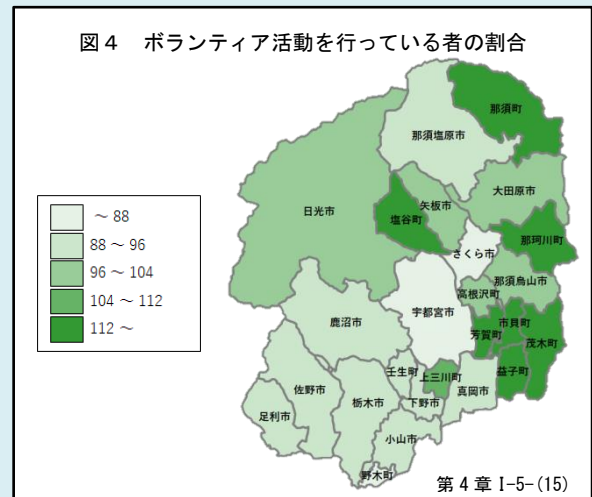 図４ ボランティア活動を行っている者の割合
那須町
那須塩原市
大田原市
日光市
矢板市
塩谷町
那珂川町
さくら市
～ 88
88 ～ 96
96 ～ 104
104 ～ 112
112 ～
那須烏山市
高根沢町
宇都宮市
鹿沼市
市貝町
芳賀町
茂木町
壬生町
上三川町
益子町
佐野市
栃木市
下野市
真岡市
足利市
小山市
野木町
第４章Ⅰ-5-(15)